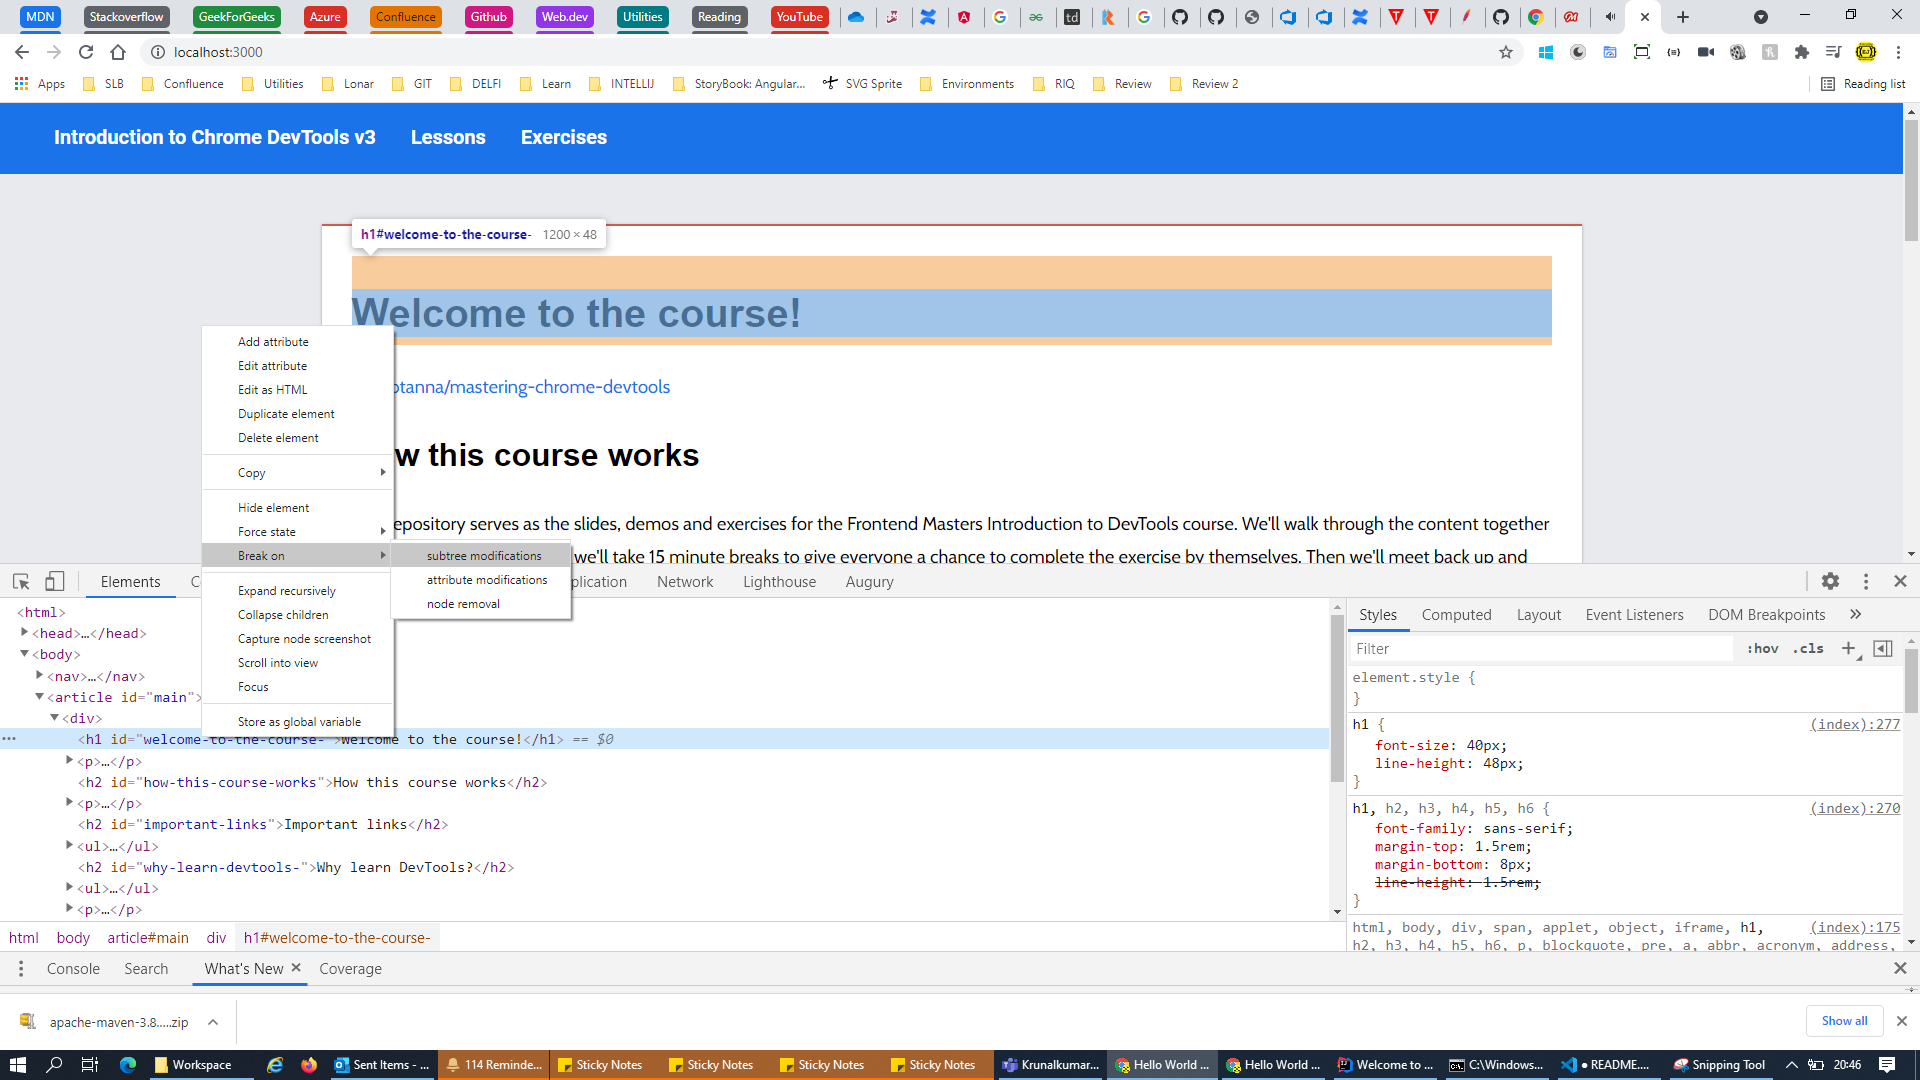 MDN Stackoverflow GeekForGeeks Azure Confluence Github Web.dev Utilities Reading YouTube
localhost:3000
Apps SLB Confluence Utilities Lonar GIT DELFI Learn INTELLIJ StoryBook: Angular... SVG Sprite Environments RIQ Review Review 2 Reading list
Introduction to Chrome DevTools v3 Lessons Exercises
h1#welcome-to-the-course- 1200 × 48
Welcome to the course!
otanna/mastering-chrome-devtools
w this course works
epository serves as the slides, demos and exercises for the Frontend Masters Introduction to DevTools course. We'll walk through the content together
we'll take 15 minute breaks to give everyone a chance to complete the exercise by themselves. Then we'll meet back up and
Add attribute
Edit attribute
Edit as HTML
Duplicate element
Delete element
Copy
Hide element
Force state
Break on
Expand recursively
Collapse children
Capture node screenshot
Scroll into view
Focus
Store as global variable
subtree modifications
attribute modifications
node removal
Elements C plication Network Lighthouse Augury
<html>
<head>…</head>
<body>
<nav>…</nav>
<article id="main">
<div>
<h1 id="welcome-to-the-course-">Welcome to the course!</h1> == $0
<p>…</p>
<h2 id="how-this-course-works">How this course works</h2>
<p>…</p>
<h2 id="important-links">Important links</h2>
<ul>…</ul>
<h2 id="why-learn-devtools-">Why learn DevTools?</h2>
<ul>…</ul>
<p>…</p>
html body article#main div h1#welcome-to-the-course-
Styles Computed Layout Event Listeners DOM Breakpoints »
Filter :hov .cls
element.style {
}
h1 { (index):277
font-size: 40px;
line-height: 48px;
}
h1, h2, h3, h4, h5, h6 { (index):270
font-family: sans-serif;
margin-top: 1.5rem;
margin-bottom: 8px;
line-height: 1.5rem;
}
html, body, div, span, applet, object, iframe, h1, (index):175
h2, h3, h4, h5, h6, p, blockquote, pre, a, abbr, acronym, address,
Console Search What's New Coverage
apache-maven-3.8.....zip Show all
Workspace Sent Items - ... 114 Reminde... Sticky Notes Sticky Notes Sticky Notes Sticky Notes Krunalkumar... Hello World ... Hello World ... Welcome to ... C:\Windows... ● README.... Snipping Tool 20:46